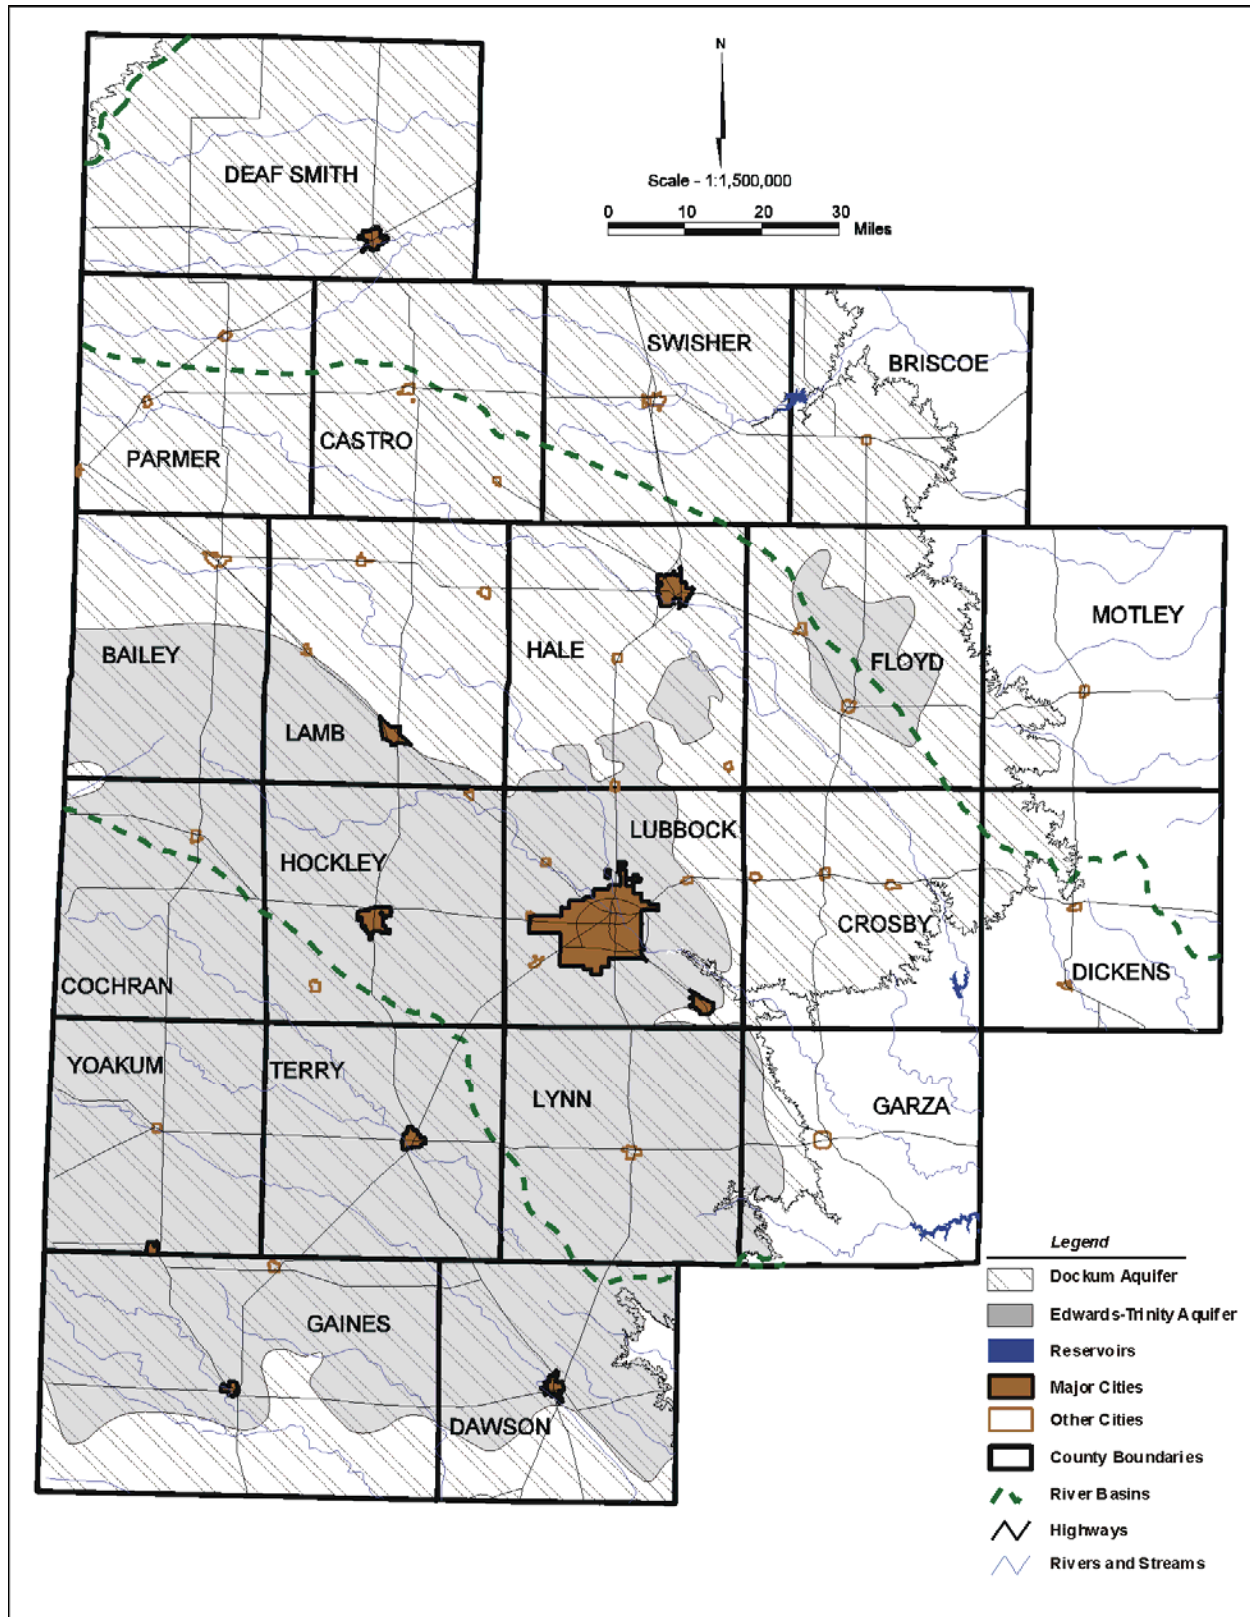 N
Scale - 1:1,500,000
0 10 20 30
Miles
DEAF SMITH
SWISHER
BRISCOE
CASTRO
PARMER
MOTLEY
BAILEY
HALE
FLOYD
LAMB
LUBBOCK
HOCKLEY
CROSBY
DICKENS
COCHRAN
YOAKUM
TERRY
LYNN
GARZA
GAINES
DAWSON
Legend
Dockum Aquifer
Edwards-Trinity Aquifer
Reservoirs
Major Cities
Other Cities
County Boundaries
River Basins
Highways
Rivers and Streams